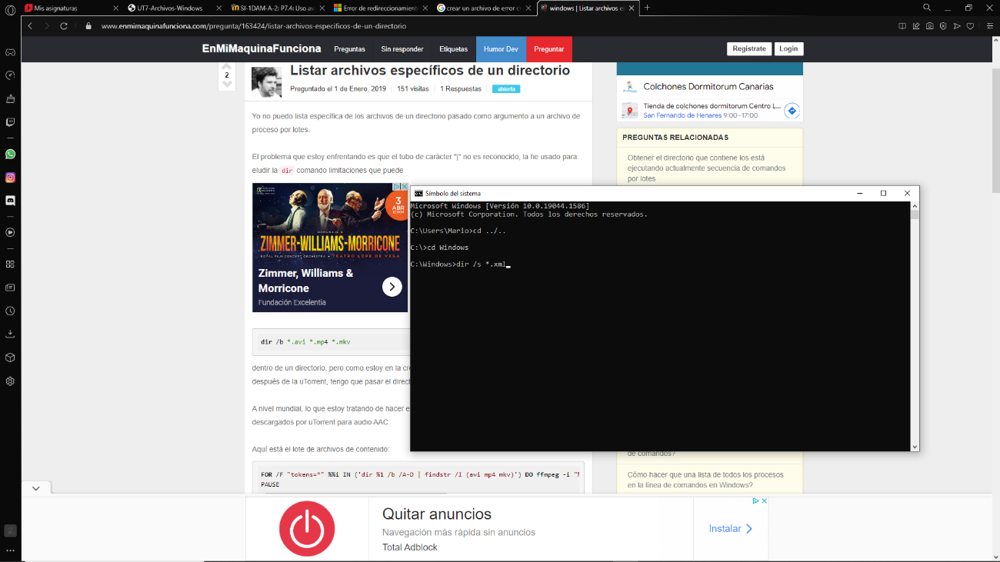 Mis asignaturas
UT7-Archivos-Windows
SI-1DAM-A-2: P7.4: Uso av
Error de redireccionamien
crear un archivo de error c
windows | Listar archivos e
www.enmimaquinafunciona.com/pregunta/163424/listar-archivos-especificos-de-un-directorio
EnMiMaquinaFunciona
Preguntas
Sin responder
Etiquetas
Humor Dev
Preguntar
Registrate
Login
2
Listar archivos específicos de un directorio
Preguntado el 1 de Enero, 2019
151 visitas
1 Respuestas
abierta
Yo no puedo lista específica de los archivos de un directorio pasado como argumento a un archivo de
proceso por lotes.
El problema que estoy enfrentando es que el tubo de carácter "|" no es reconocido, la he usado para
eludir la dir comando limitaciones que puede
3
ABR
HOMENAJE A
ZIMMER-WILLIAMS-MORRICONE
ROYAL FILM CONCERT ORCHESTRA • TEATRO LOPE DE VEGA
Zimmer, Williams &
Morricone
Fundación Excelentia
dir /b *.avi *.mp4 *.mkv
dentro de un directorio, pero como estoy en la cr
después de la uTorrent, tengo que pasar el direct
A nivel mundial, lo que estoy tratando de hacer e
descargados por uTorrent para audio AAC.
Aquí está el lote de archivos de contenido:
FOR /F "tokens=*" %%i IN ('dir %1 /b /A-D | findstr /I (avi mp4 mkv)') DO ffmpeg -i "%
PAUSE
Colchones Dormitorum Canarias
Tienda de colchones dormitorum Centro L...
San Fernando de Henares 9:00–17:00
PREGUNTAS RELACIONADAS
Obtener el directorio que contiene los está
ejecutando actualmente secuencia de comandos
por lotes
Símbolo del sistema
Microsoft Windows [Versión 10.0.19044.1586]
(c) Microsoft Corporation. Todos los derechos reservados.
C:\Users\Mario>cd ../..
C:\>cd Windows
C:\Windows>dir /s *.xml
de comandos?
Cómo hacer que una lista de todos los procesos
en la línea de comandos en Windows?
Quitar anuncios
Navegación más rápida sin anuncios
Total Adblock
Instalar